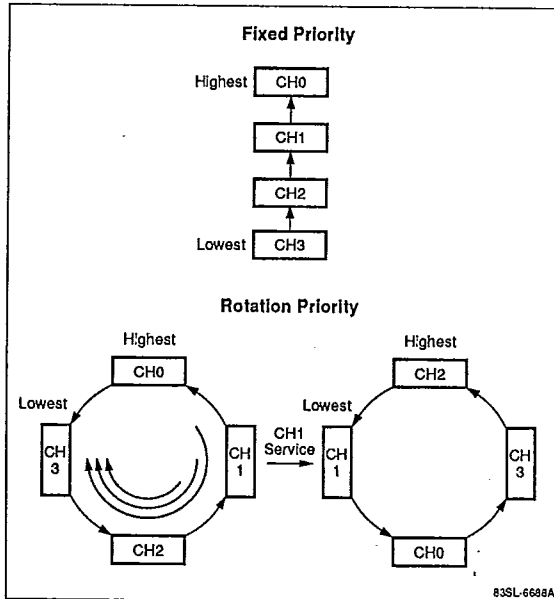 Fixed Priority
Highest
CH0
CH1
CH2
Lowest
CH3
Rotation Priority
Highest
CH0
Lowest
CH
3
CH
1
CH2
CH1
Service
Highest
CH2
Lowest
CH
1
CH
3
CH0
83SL-6688A